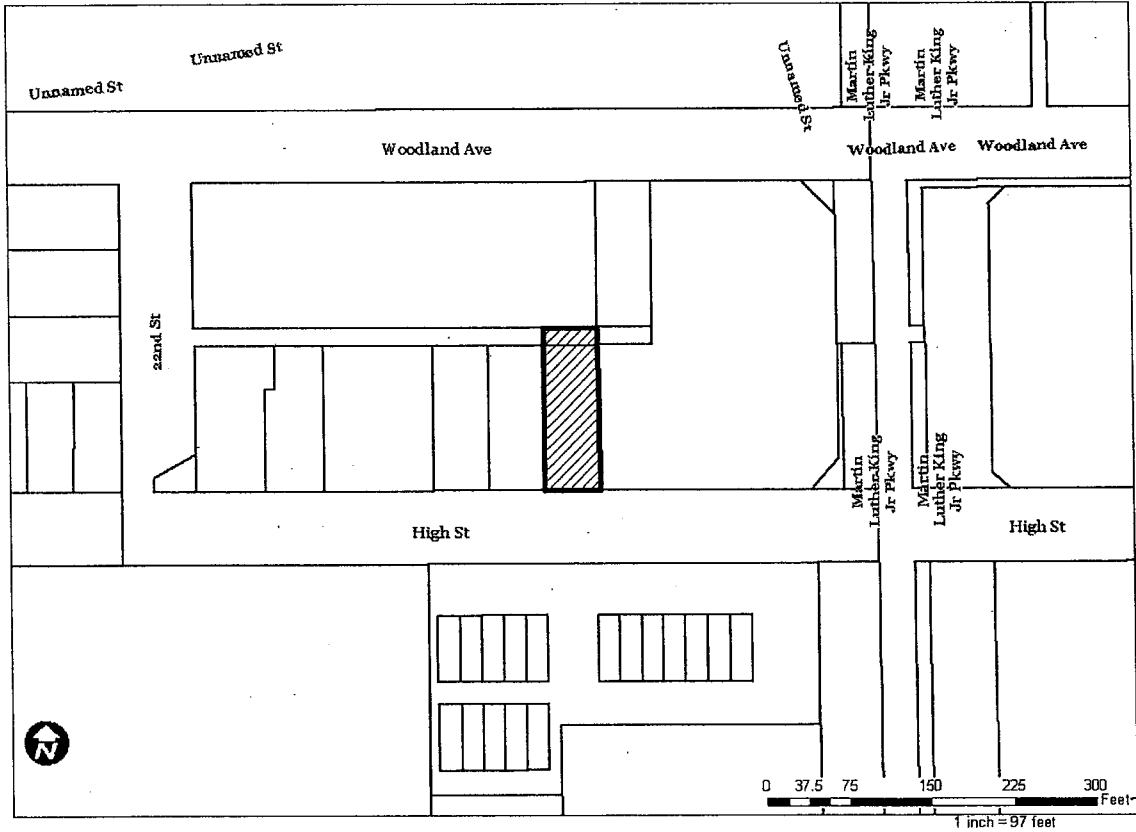 Unnamed St
Unnamed St
Unnamed St
Martin
Luther King
Jr Pkwy
Martin
Luther King
Jr Pkwy
Woodland Ave
Woodland Ave
Woodland Ave
22nd St
Martin
Luther King
Jr Pkwy
Martin
Luther King
Jr Pkwy
High St
High St
N
0 37.5 75 150 225 300
Feet
1 inch = 97 feet